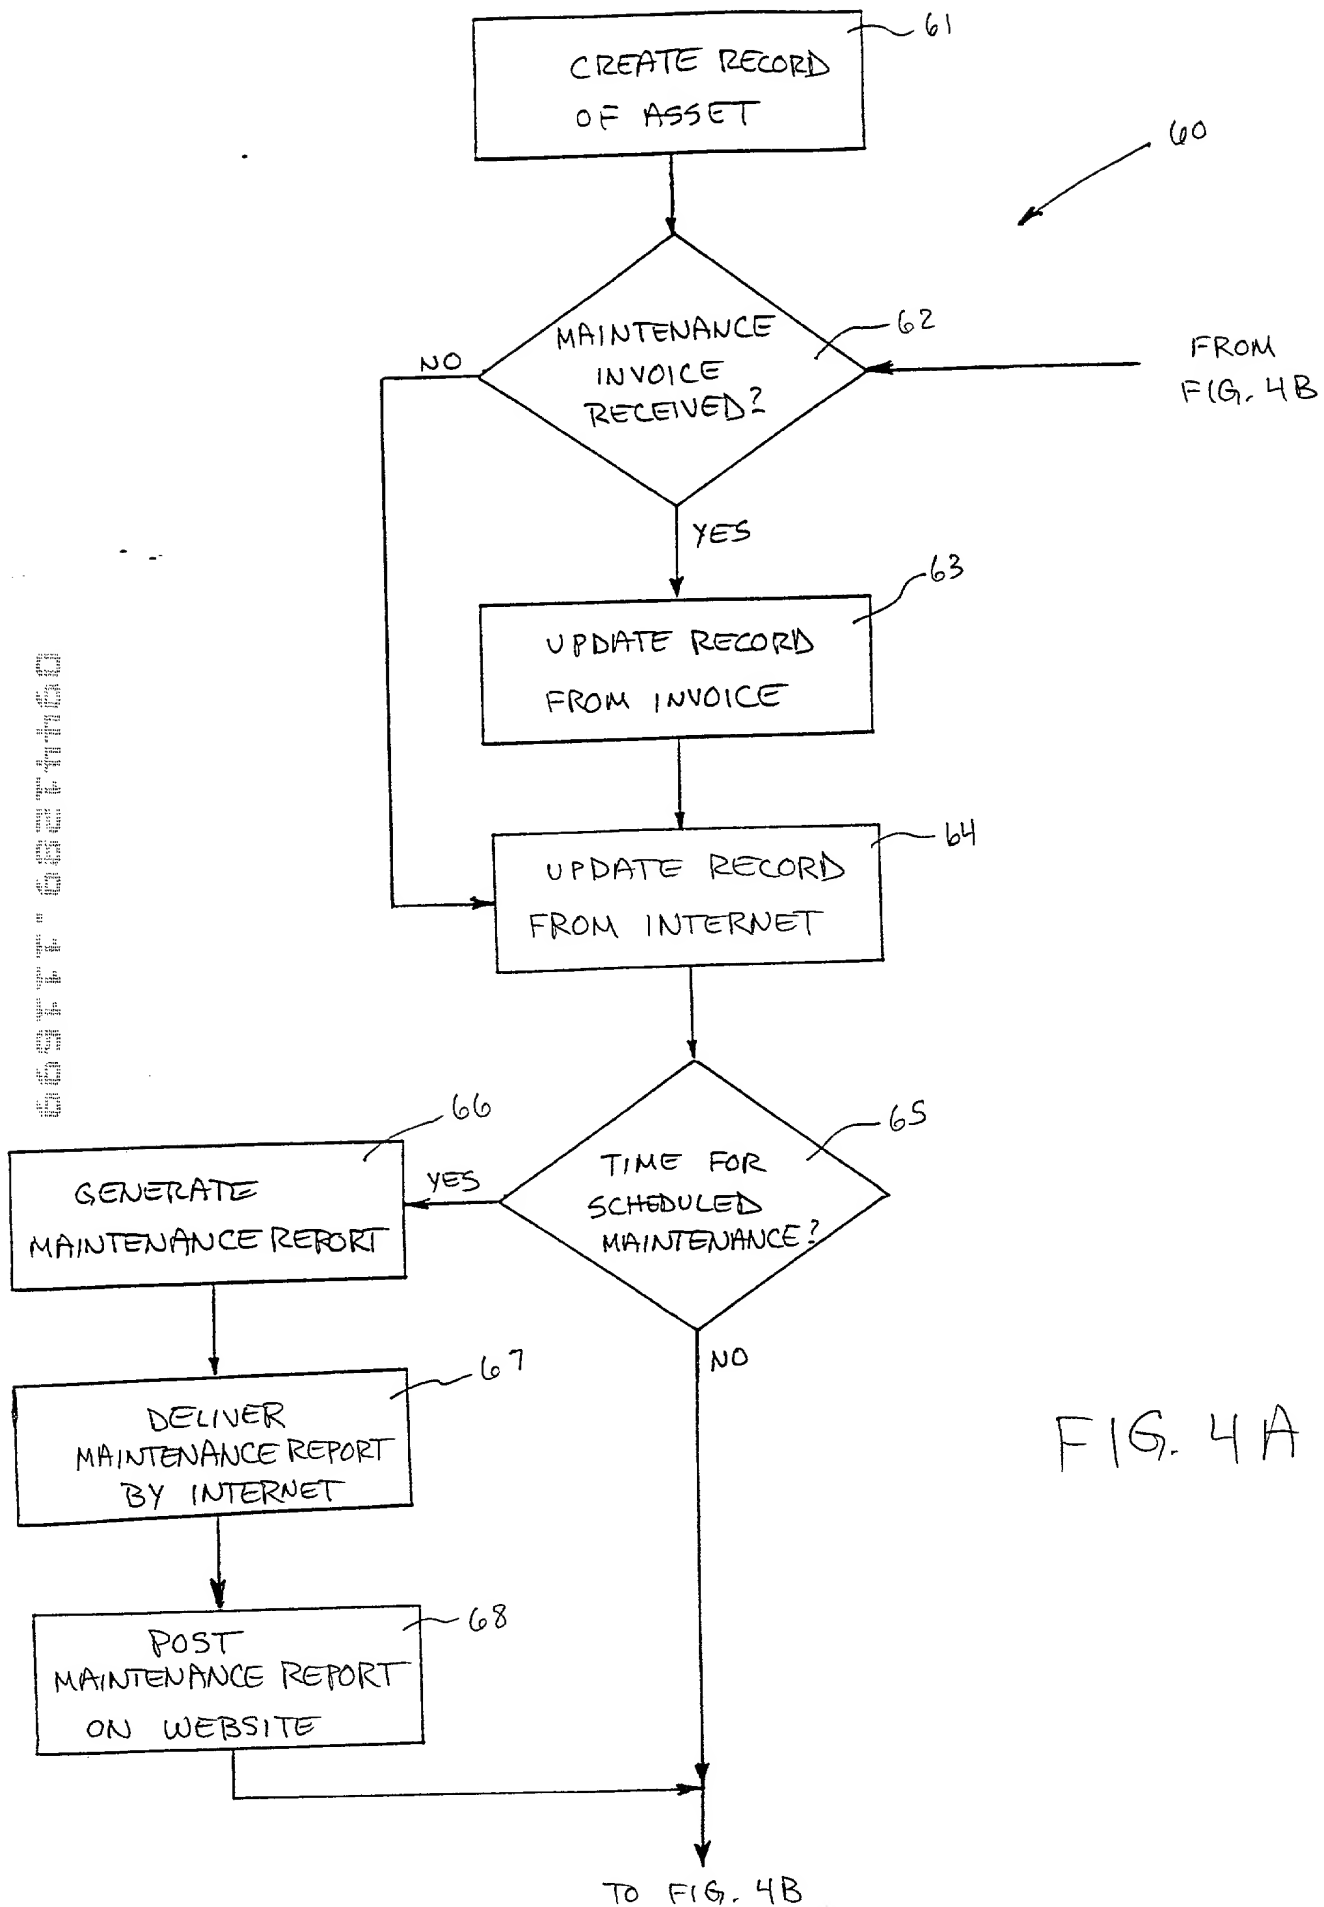 61
CREATE RECORD
OF ASSET
60
MAINTENANCE
INVOICE
RECEIVED?
62
NO
FROM
FIG. 4B
YES
63
UPDATE RECORD
FROM INVOICE
64
UPDATE RECORD
FROM INTERNET
65
TIME FOR
SCHEDULED
MAINTENANCE?
YES
66
GENERATE
MAINTENANCE REPORT
NO
67
DELIVER
MAINTENANCE REPORT
BY INTERNET
FIG. 4A
68
POST
MAINTENANCE REPORT
ON WEBSITE
TO FIG. 4B